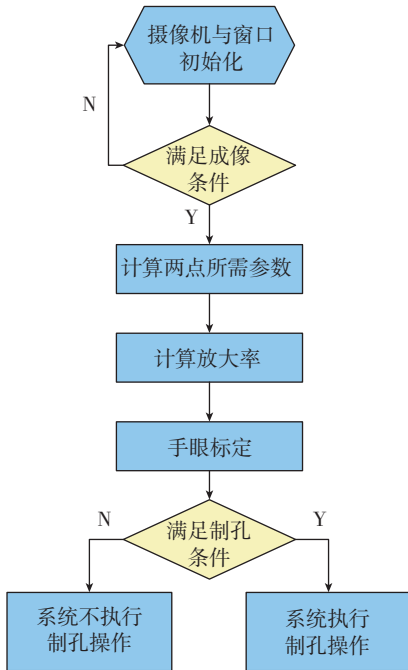 摄像机与窗口
初始化
N
满足成像
条件
Y
计算两点所需参数
计算放大率
手眼标定
N
满足制孔
条件
Y
系统不执行
制孔操作
系统执行
制孔操作